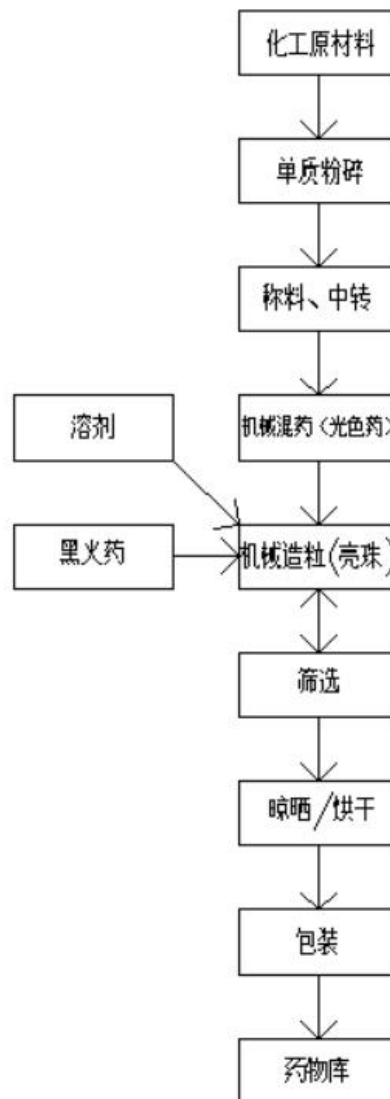 化工原材料
单质粉碎
称料、中转
溶剂
机械混药（光色药）
黑火药
机械造粒(亮珠)
筛选
晾晒/烘干
包装
药物库